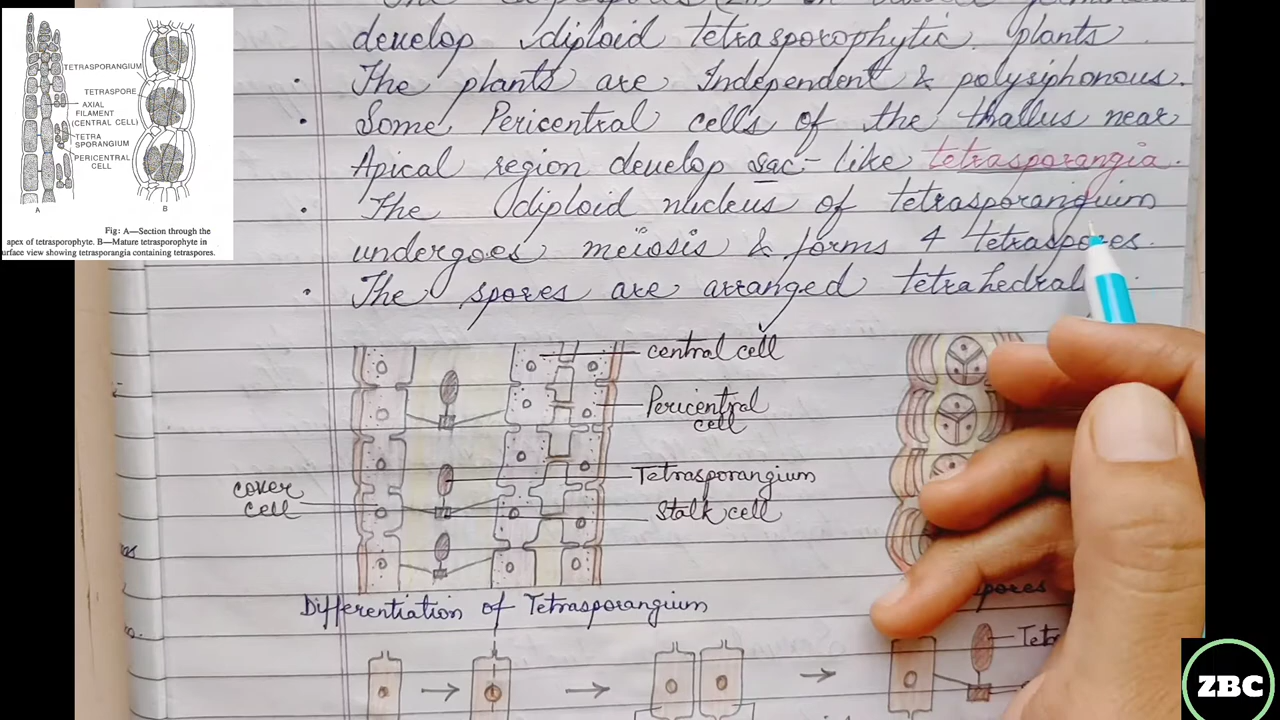 develop diploid tetrasporophytic plants
The plants are Independent & polysiphonous.
Some Pericentral cells of the thallus near
Apical region develop sac-like tetrasporangia.
The diploid nucleus of tetrasporangium
undergoes meiosis & forms 4 tetraspores.
The spores are arranged tetrahedral
central cell
Pericentral
cell
Tetrasporangium
Stalk cell
cover
cell
Differentiation of Tetrasporangium
spores
TETRASPORANGIUM
TETRASPORE
AXIAL
FILAMENT
(CENTRAL CELL)
TETRA
SPORANGIUM
PERICENTRAL
CELL
A
B
Fig: A—Section through the
apex of tetrasporophyte. B—Mature tetrasporophyte in
surface view showing tetrasporangia containing tetraspores.
ZBC